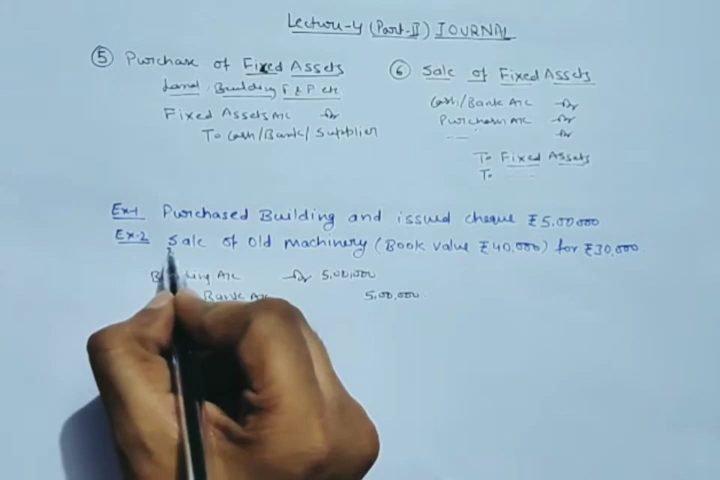 Lecture-4 (Part-II) JOURNAL
⑤ Purchase of Fixed Assets
Land, Building F & P etc
Fixed Assets A/c Dr
To Cash/Bank/Supplier
⑥ Sale of Fixed Assets
Cash/Bank A/c Dr
Dr
To Fixed Assets
To
Ex-1 Purchased Building and issued cheque ₹5,00,000
Ex-2 Sale of Old machinery (Book value ₹40,000) for ₹30,000
A/c Dr 5,00,000
Bank A/c 5,00,000